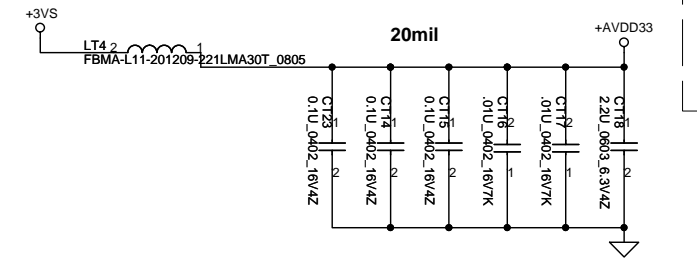 +3VS
20mil
+AVDD33
LT4
2
1
FBMA-L11-201209-221LMA30T_0805
CT23
0.1U_0402_16V4Z
1
2
CT14
0.1U_0402_16V4Z
1
2
CT15
0.1U_0402_16V4Z
1
2
CT16
.01U_0402_16V7K
2
1
CT17
.01U_0402_16V7K
2
1
CT18
2.2U_0603_6.3V4Z
1
2